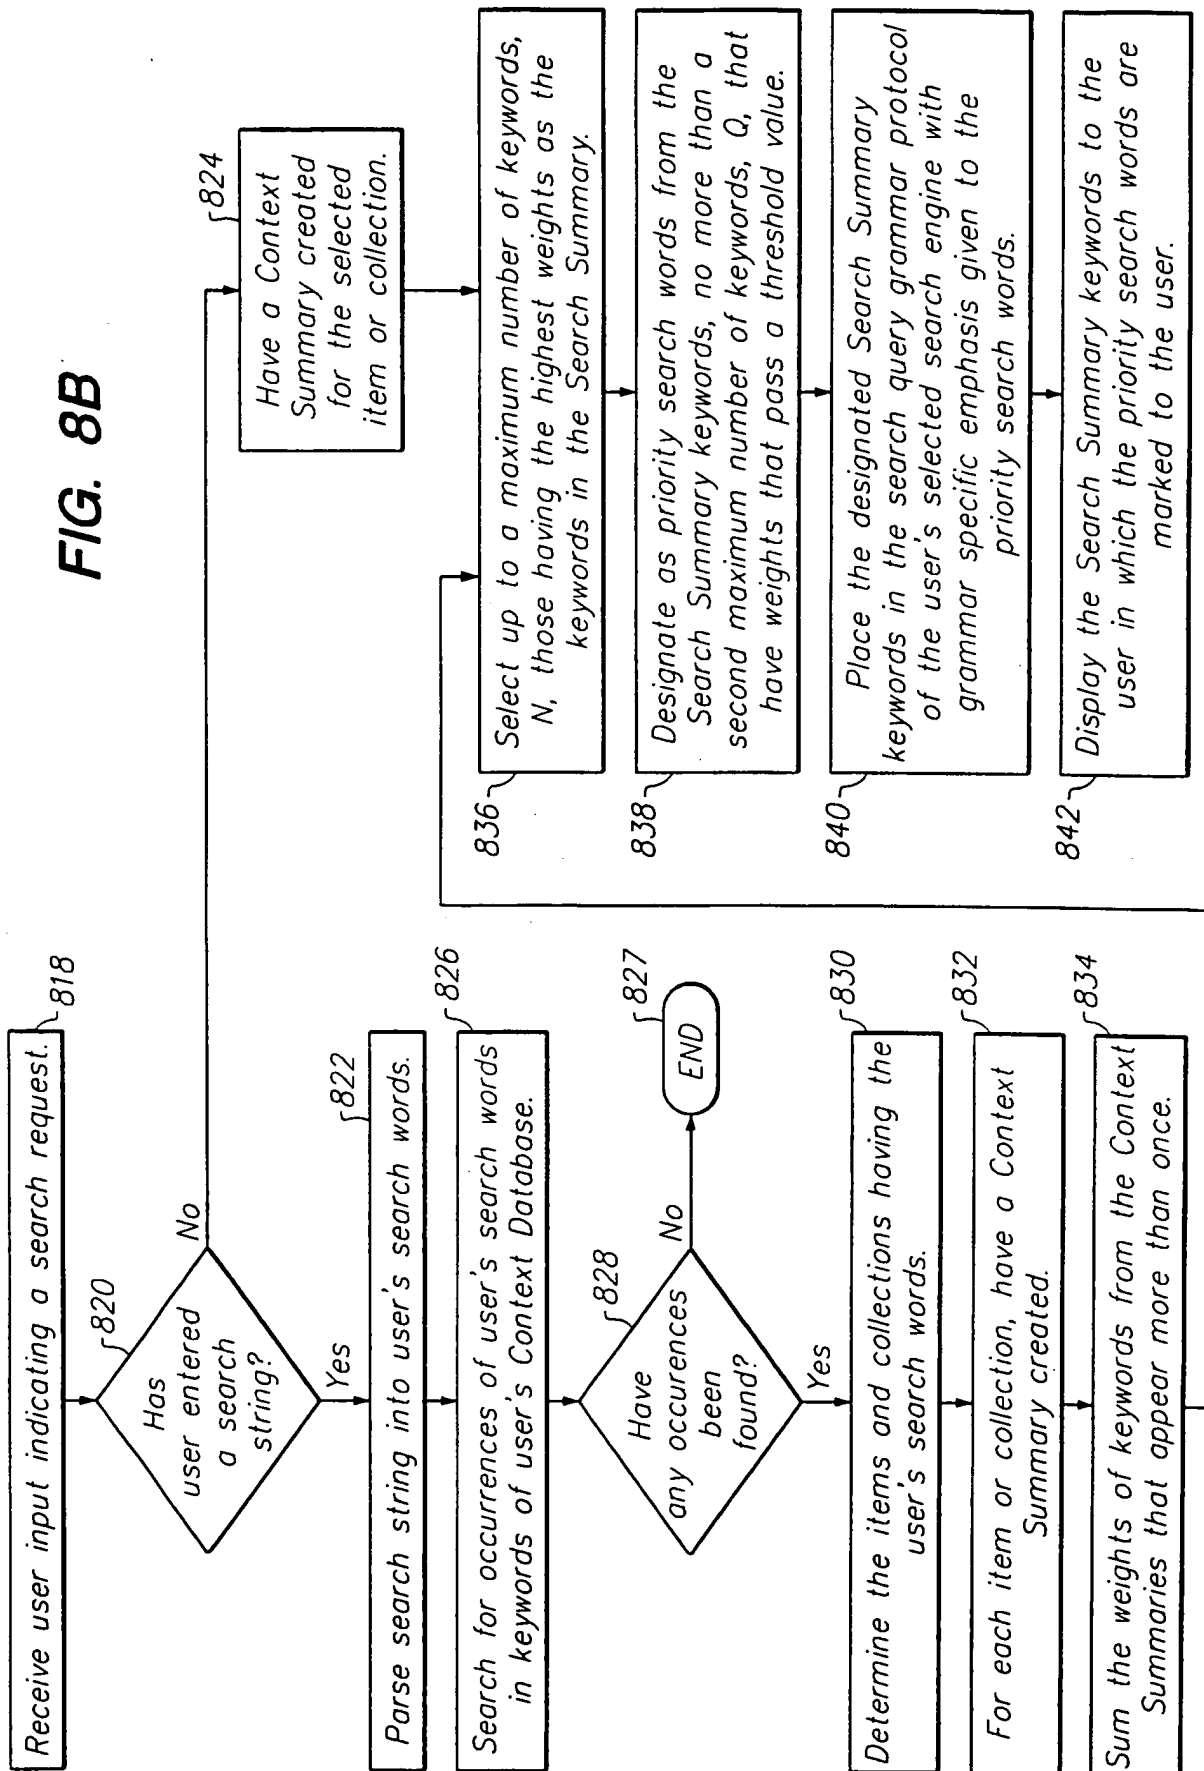 FIG. 8B
Receive user input indicating a search request.
818
Has
user entered
a search
string?
820
No
Yes
Parse search string into user's search words.
822
Search for occurrences of user's search words
in keywords of user's Context Database.
826
Have
any occurences
been
found?
828
No
END
827
Yes
Determine the items and collections having the
user's search words.
830
For each item or collection, have a Context
Summary created.
832
Sum the weights of keywords from the Context
Summaries that appear more than once.
834
Have a Context
Summary created
for the selected
item or collection.
824
Select up to a maximum number of keywords,
N, those having the highest weights as the
keywords in the Search Summary.
836
Designate as priority search words from the
Search Summary keywords, no more than a
second maximum number of keywords, Q, that
have weights that pass a threshold value.
838
Place the designated Search Summary
keywords in the search query grammar protocol
of the user's selected search engine with
grammar specific emphasis given to the
priority search words.
840
Display the Search Summary keywords to the
user in which the priority search words are
marked to the user.
842